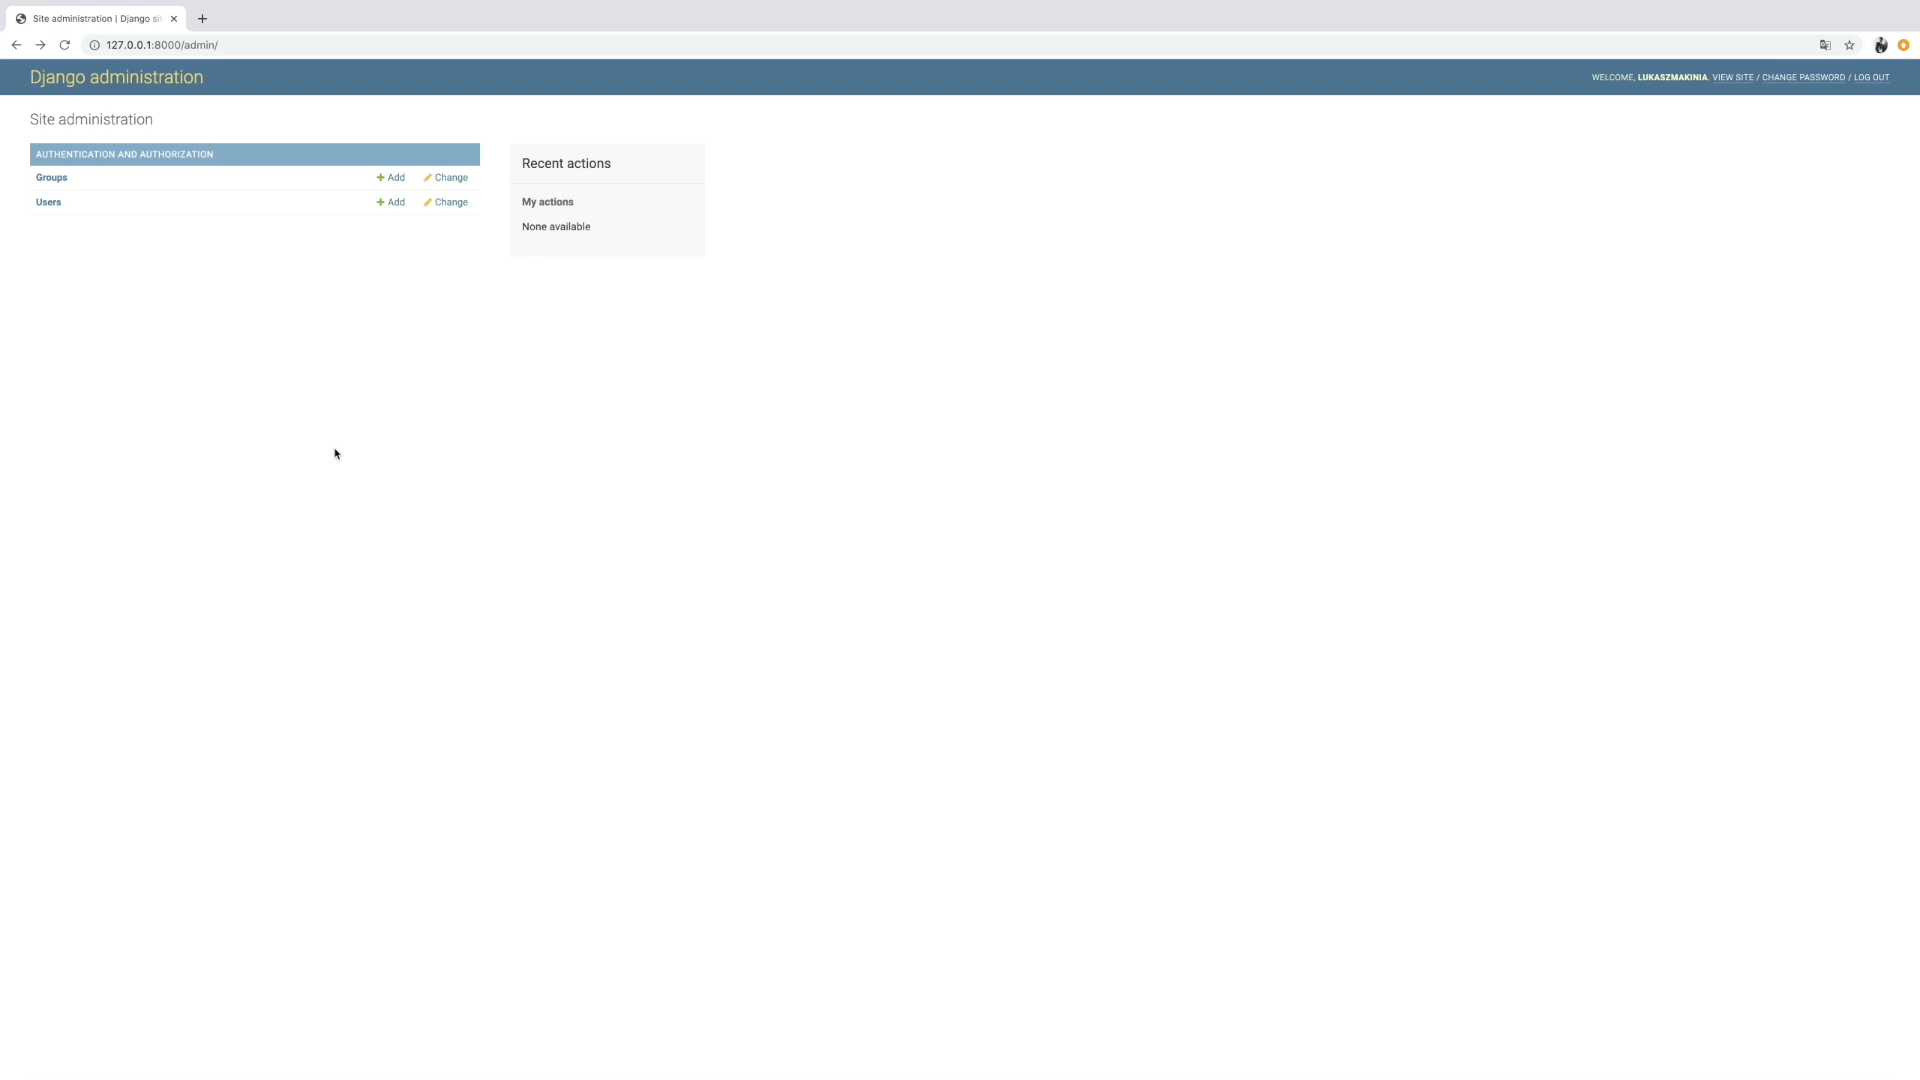 Site administration | Django sit
127.0.0.1:8000/admin/
Django administration
WELCOME, LUKASZMAKINIA. VIEW SITE / CHANGE PASSWORD / LOG OUT
Site administration
AUTHENTICATION AND AUTHORIZATION
Groups Add Change
Users Add Change
Recent actions
My actions
None available